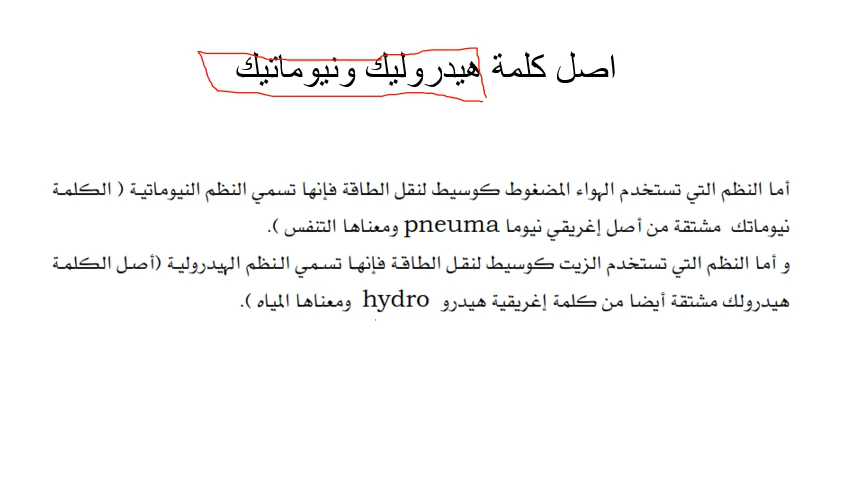 اصل كلمة هيدروليك ونيوماتيك
أما النظم التي تستخدم الهواء المضغوط كوسيط لنقل الطاقة فإنها تسمي النظم النيوماتية ( الكلمة
نيوماتك مشتقة من أصل إغريقي نيوما pneuma ومعناها التنفس ).
و أما النظم التي تستخدم الزيت كوسيط لنقل الطاقة فإنها تسمي النظم الهيدرولية (أصل الكلمة
هيدرولك مشتقة أيضا من كلمة إغريقية هيدرو hydro ومعناها المياه ).